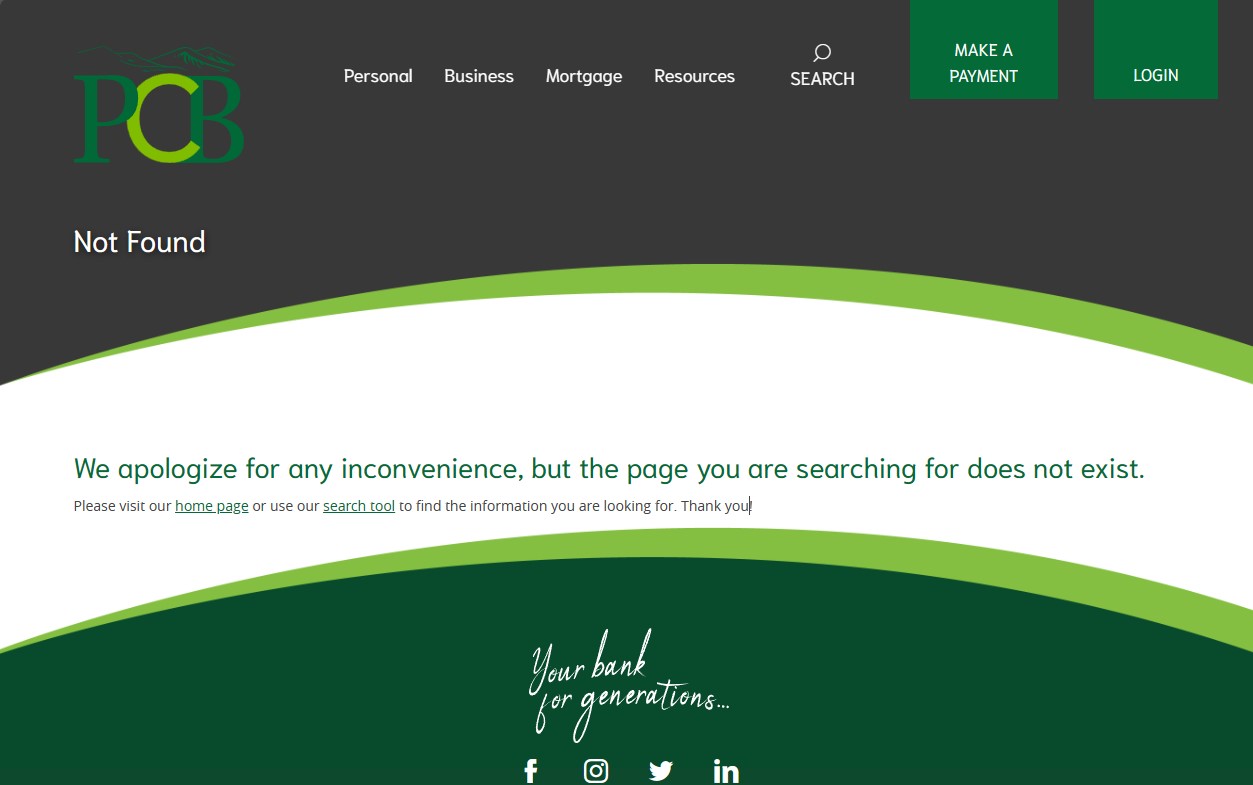 PCB
Personal Business Mortgage Resources
SEARCH
MAKE A
PAYMENT
LOGIN
Not Found
We apologize for any inconvenience, but the page you are searching for does not exist.
Please visit our home page or use our search tool to find the information you are looking for. Thank you!
Your bank
for generations...